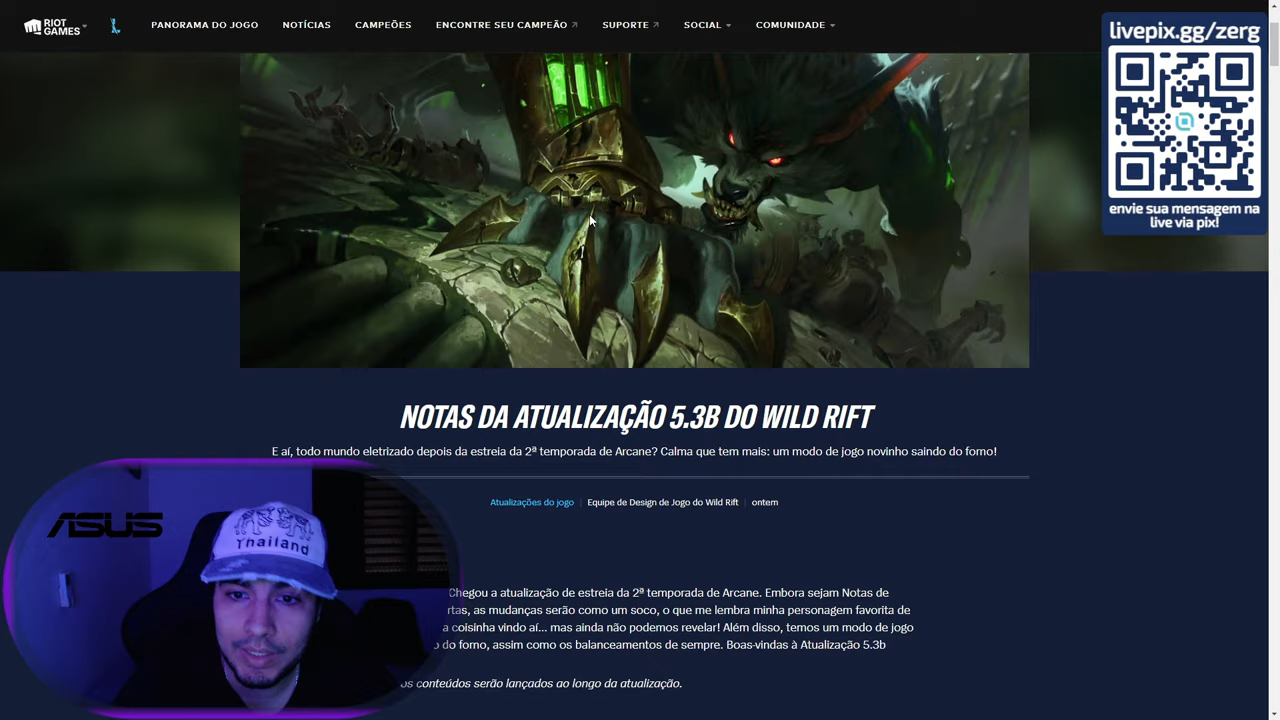 RIOT GAMES
PANORAMA DO JOGO
NOTÍCIAS
CAMPEÕES
ENCONTRE SEU CAMPEÃO
SUPORTE
SOCIAL
COMUNIDADE
livepix.gg/zerg
envie sua mensagem na
live via pix!
NOTAS DA ATUALIZAÇÃO 5.3B DO WILD RIFT
E aí, todo mundo eletrizado depois da estreia da 2ª temporada de Arcane? Calma que tem mais: um modo de jogo novinho saindo do forno!
Atualizações do jogo
Equipe de Design de Jogo do Wild Rift
ontem
ASUS
Thailand
Chegou a atualização de estreia da 2ª temporada de Arcane. Embora sejam Notas de
rtas, as mudanças serão como um soco, o que me lembra minha personagem favorita de
a coisinha vindo aí... mas ainda não podemos revelar! Além disso, temos um modo de jogo
do forno, assim como os balanceamentos de sempre. Boas-vindas à Atualização 5.3b
os conteúdos serão lançados ao longo da atualização.